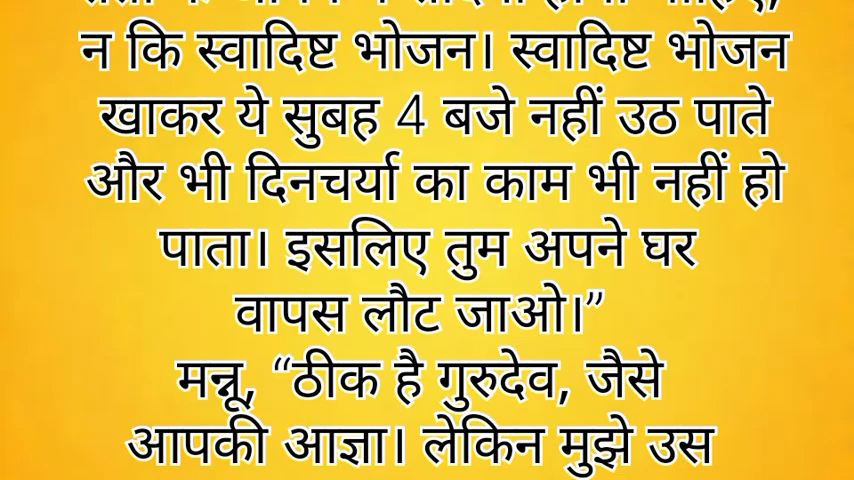 न कि स्वादिष्ट भोजन। स्वादिष्ट भोजन
खाकर ये सुबह 4 बजे नहीं उठ पाते
और भी दिनचर्या का काम भी नहीं हो
पाता। इसलिए तुम अपने घर
वापस लौट जाओ।”
मन्नू, “ठीक है गुरुदेव, जैसे
आपकी आज्ञा। लेकिन मुझे उस